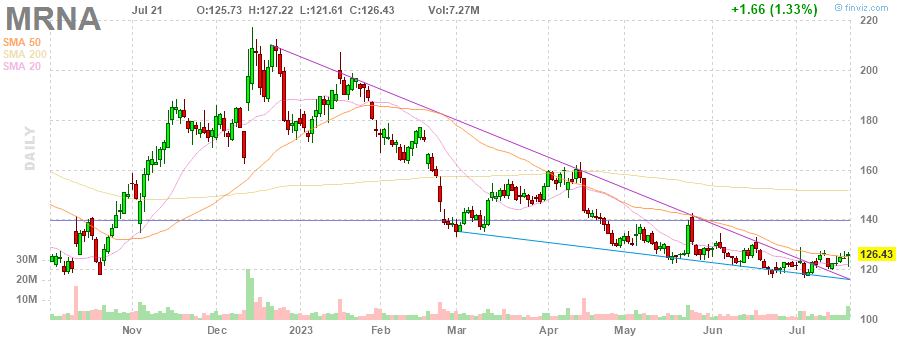 MRNA
Jul 21 O:125.73 H:127.22 L:121.61 C:126.43 Vol:7.27M +1.66 (1.33%)
© finviz.com
SMA 50
SMA 200
SMA 20
DAILY
220
200
180
160
140
126.43
120
100
30M
20M
10M
Nov Dec 2023 Feb Mar Apr May Jun Jul